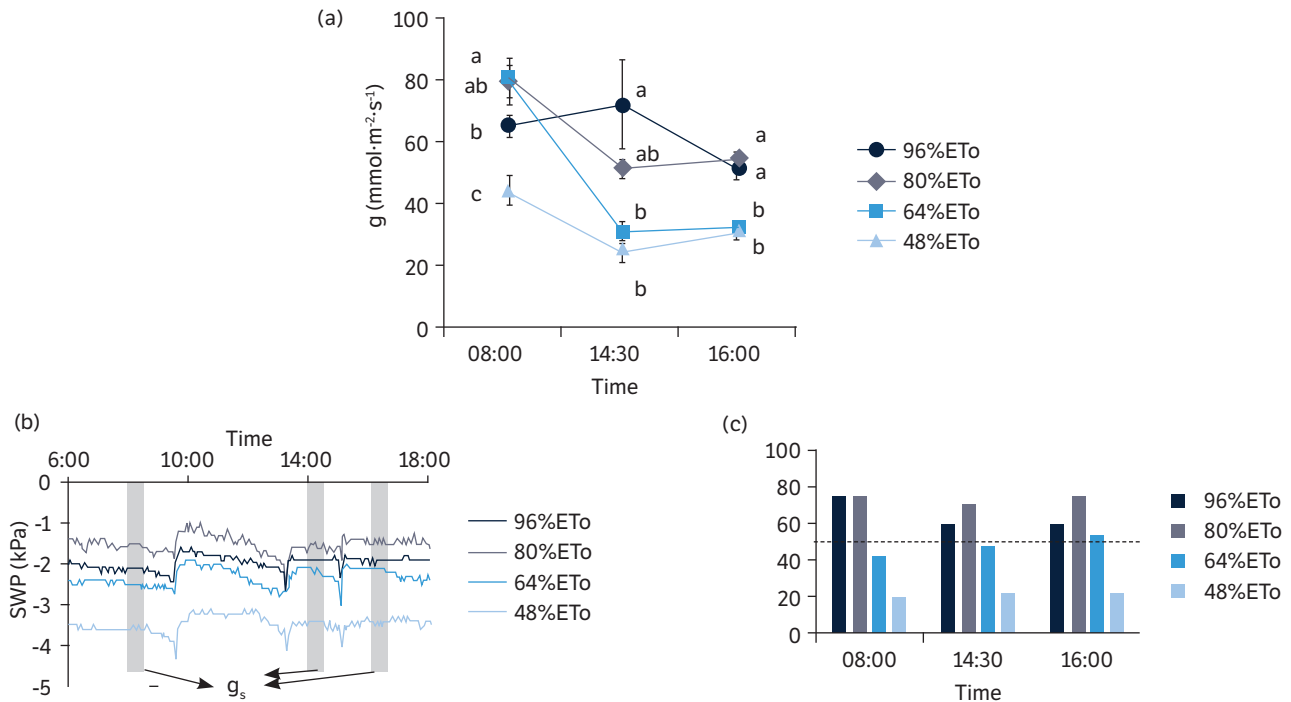 (a)
100
80
60
40
20
0
g (mmol·m⁻²·s⁻¹)
a
ab
b
c
a
ab
b
b
a
a
b
b
08:00 14:30 16:00
Time
96%ETo
80%ETo
64%ETo
48%ETo
(b)
Time
6:00 10:00 14:00 18:00
0
-1
-2
-3
-4
-5
SWP (kPa)
– gₛ
96%ETo
80%ETo
64%ETo
48%ETo
(c)
100
80
60
40
20
0
08:00 14:30 16:00
Time
96%ETo
80%ETo
64%ETo
48%ETo